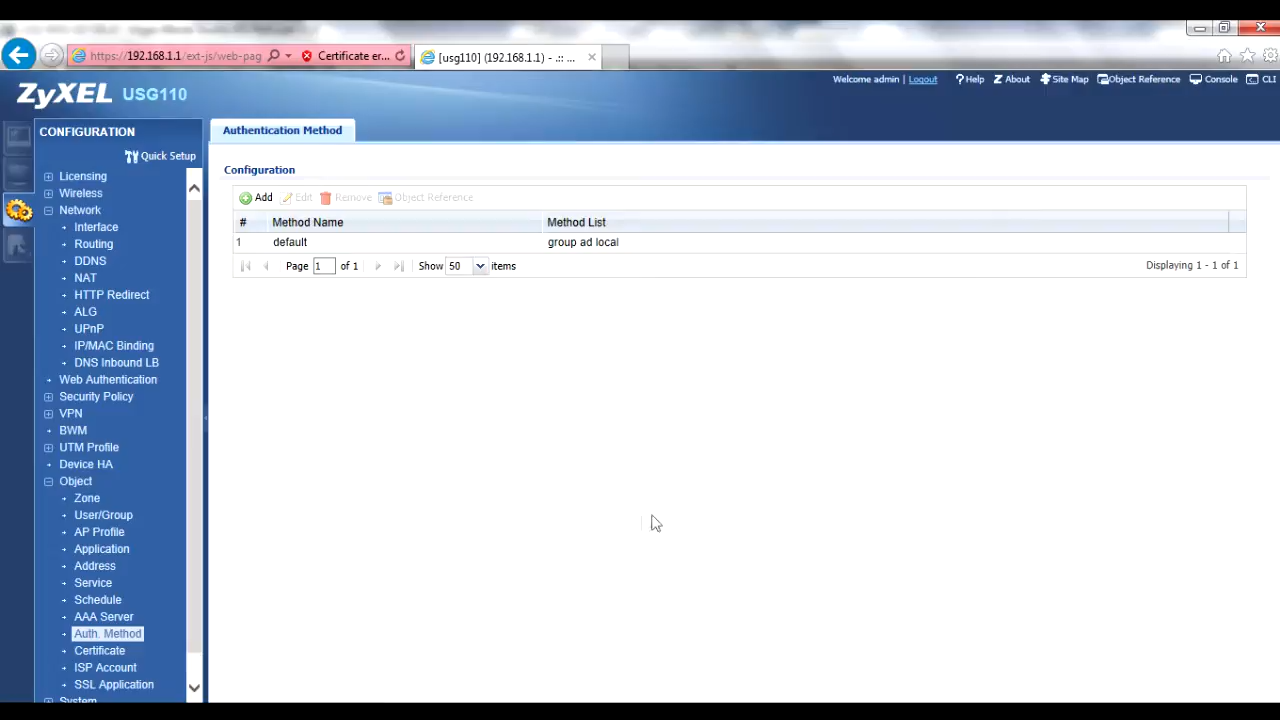 https://192.168.1.1/ext-js/web-pag
Certificate er...
[usg110] (192.168.1.1) - .:: ...
ZyXEL USG110
Welcome admin | Logout
?Help
Z About
Site Map
Object Reference
Console
CLI
CONFIGURATION
Quick Setup
Licensing
Wireless
Network
Interface
Routing
DDNS
NAT
HTTP Redirect
ALG
UPnP
IP/MAC Binding
DNS Inbound LB
Web Authentication
Security Policy
VPN
BWM
UTM Profile
Device HA
Object
Zone
User/Group
AP Profile
Application
Address
Service
Schedule
AAA Server
Auth. Method
Certificate
ISP Account
SSL Application
System
Authentication Method
Configuration
Add Edit Remove Object Reference
# Method Name Method List
1 default group ad local
Page 1 of 1 Show 50 items Displaying 1 - 1 of 1